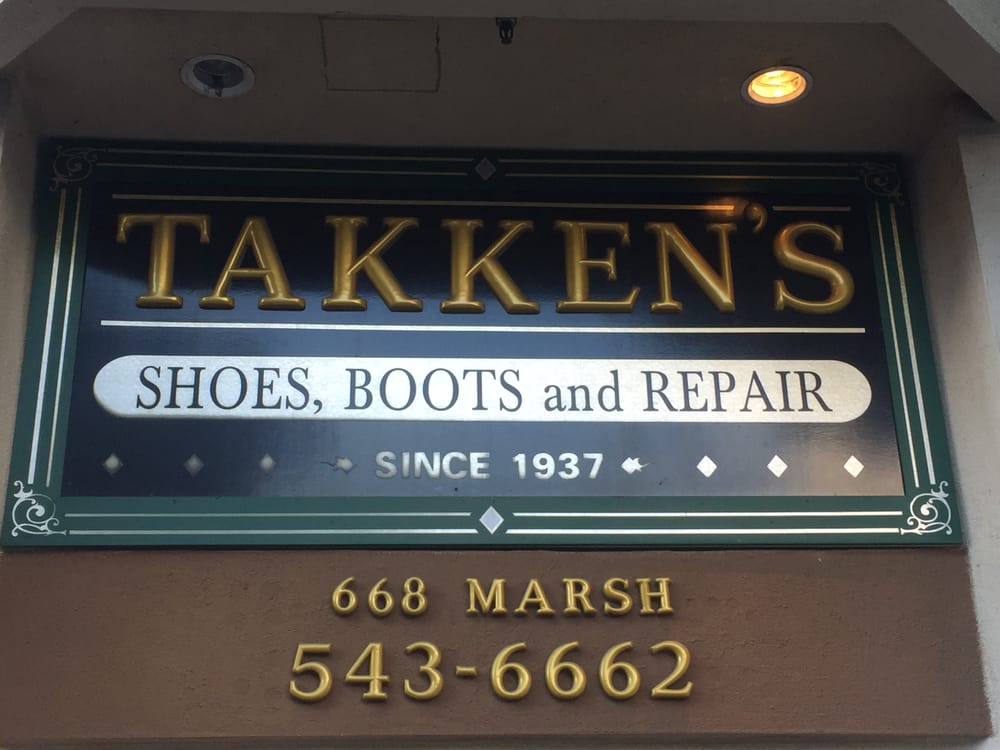 TAKKEN'S
SHOES, BOOTS and REPAIR
SINCE 1937
668 MARSH
543-6662